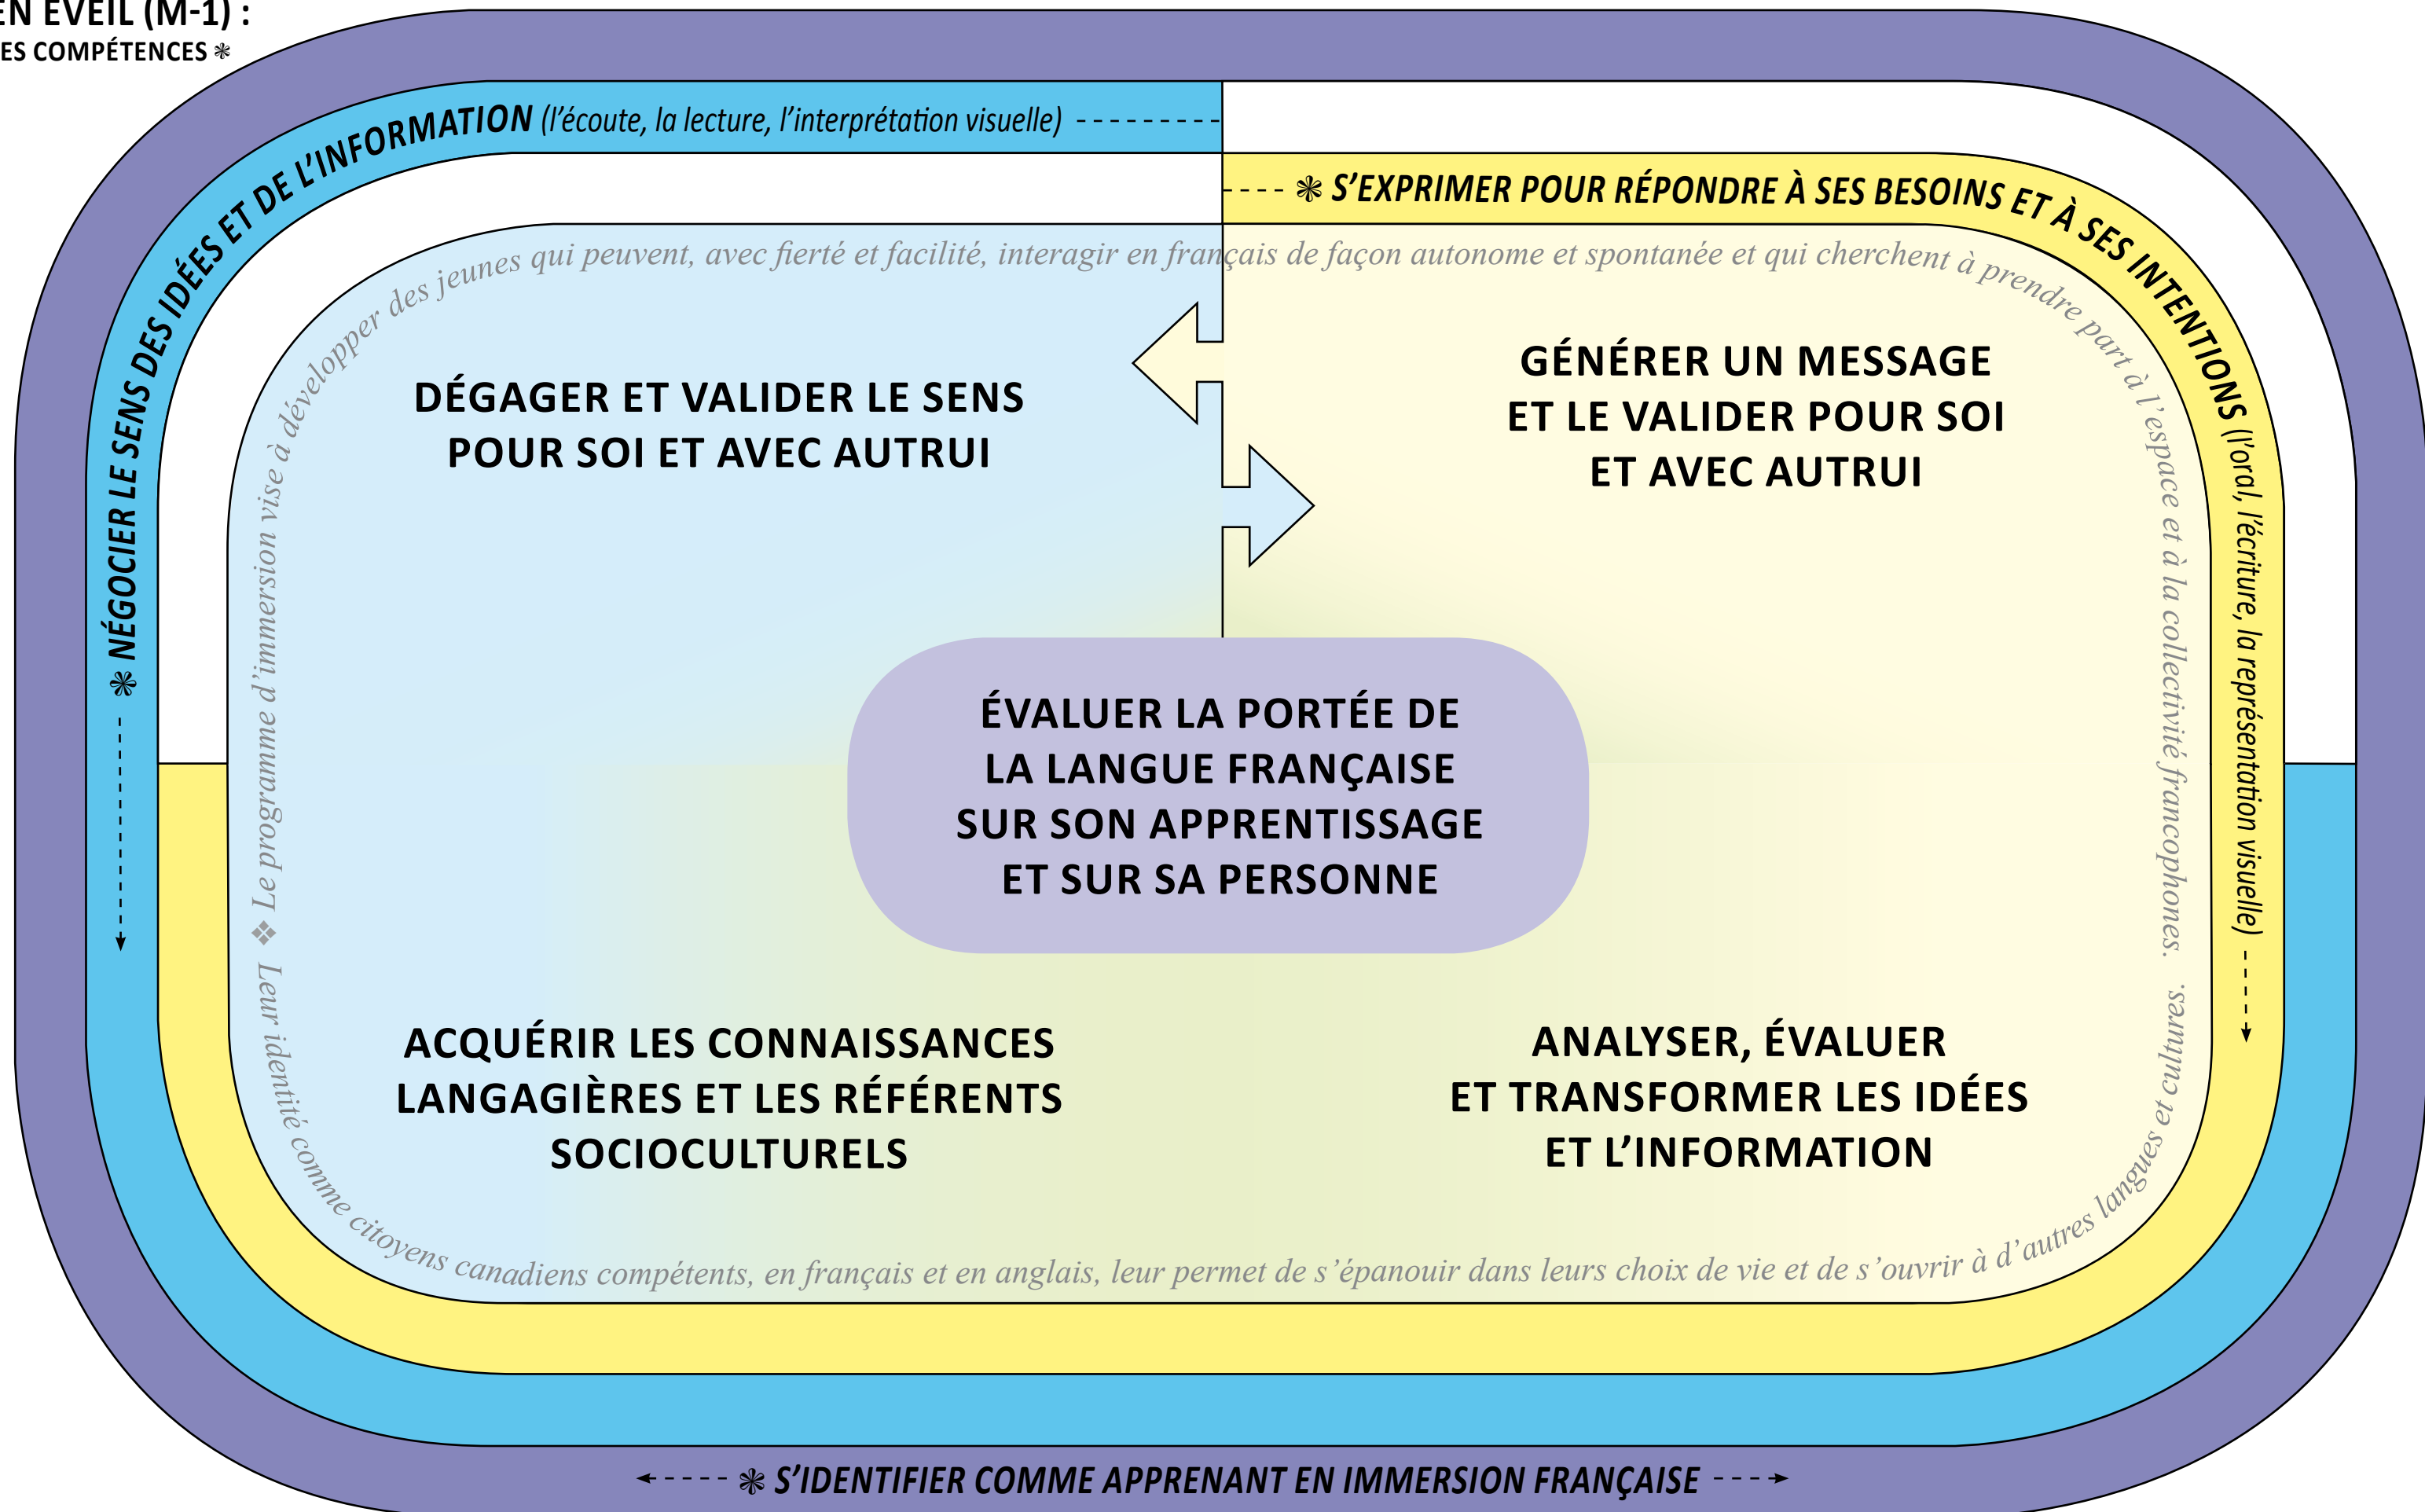 EN ÉVEIL (M-1) :
ES COMPÉTENCES ❃
❃ NÉGOCIER LE SENS DES IDÉES ET DE L’INFORMATION (l’écoute, la lecture, l’interprétation visuelle)
❃ S’EXPRIMER POUR RÉPONDRE À SES BESOINS ET À SES INTENTIONS (l’oral, l’écriture, la représentation visuelle)
❖ Le programme d’immersion vise à développer des jeunes qui peuvent, avec fierté et facilité, interagir en français de façon autonome et spontanée et qui cherchent à prendre part à l’espace et à la collectivité francophones.
DÉGAGER ET VALIDER LE SENS
POUR SOI ET AVEC AUTRUI
GÉNÉRER UN MESSAGE
ET LE VALIDER POUR SOI
ET AVEC AUTRUI
ÉVALUER LA PORTÉE DE
LA LANGUE FRANÇAISE
SUR SON APPRENTISSAGE
ET SUR SA PERSONNE
ACQUÉRIR LES CONNAISSANCES
LANGAGIÈRES ET LES RÉFÉRENTS
SOCIOCULTURELS
ANALYSER, ÉVALUER
ET TRANSFORMER LES IDÉES
ET L’INFORMATION
Leur identité comme citoyens canadiens compétents, en français et en anglais, leur permet de s’épanouir dans leurs choix de vie et de s’ouvrir à d’autres langues et cultures.
❃ S’IDENTIFIER COMME APPRENANT EN IMMERSION FRANÇAISE